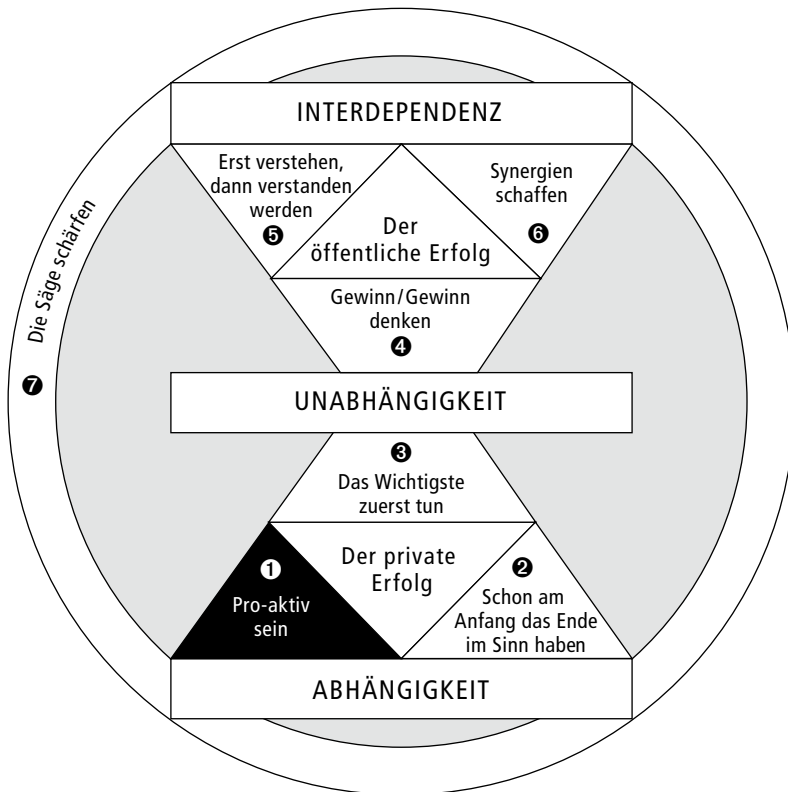 INTERDEPENDENZ
Erst verstehen,
dann verstanden
werden
❺
Synergien
schaffen
❻
Der
öffentliche Erfolg
Gewinn/Gewinn
denken
❹
Die Säge schärfen
❼
UNABHÄNGIGKEIT
❸
Das Wichtigste
zuerst tun
Der private
Erfolg
❶
Pro-aktiv
sein
❷
Schon am
Anfang das Ende
im Sinn haben
ABHÄNGIGKEIT